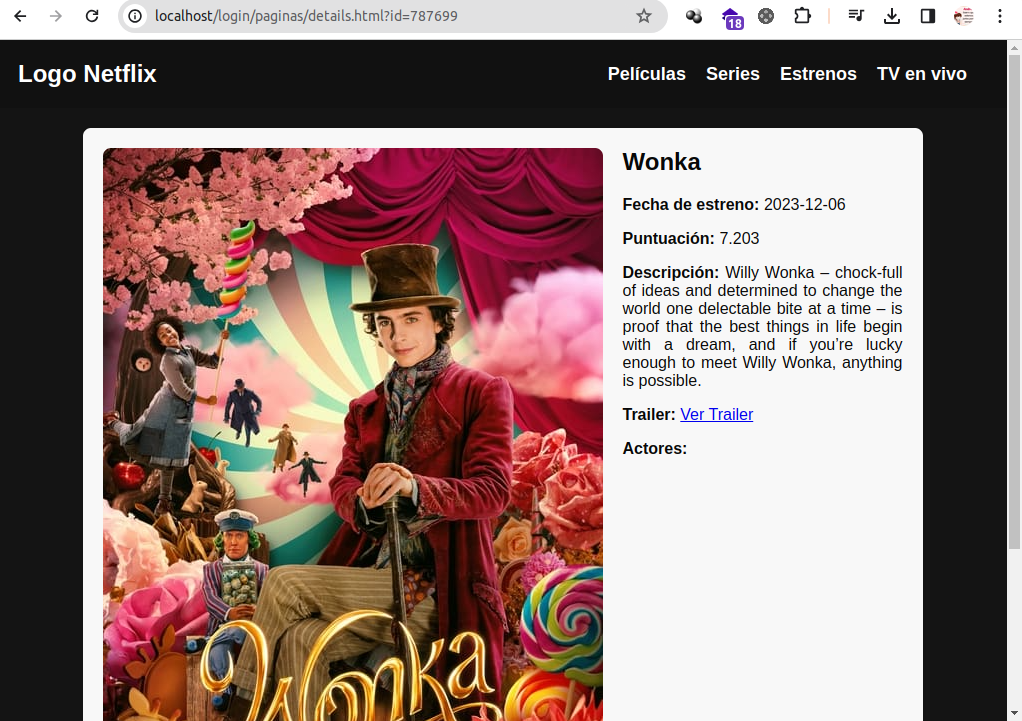 localhost/login/paginas/details.html?id=787699
18
Logo Netflix
Películas Series Estrenos TV en vivo
Wonka
Fecha de estreno: 2023-12-06
Puntuación: 7.203
Descripción: Willy Wonka – chock-full
of ideas and determined to change the
world one delectable bite at a time – is
proof that the best things in life begin
with a dream, and if you’re lucky
enough to meet Willy Wonka, anything
is possible.
Trailer: Ver Trailer
Actores:
Wonka